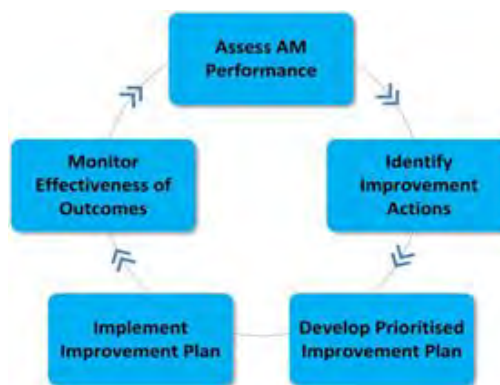 Assess AM
Performance
Identify
Improvement
Actions
Develop Prioritised
Improvement Plan
Implement
Improvement Plan
Monitor
Effectiveness of
Outcomes